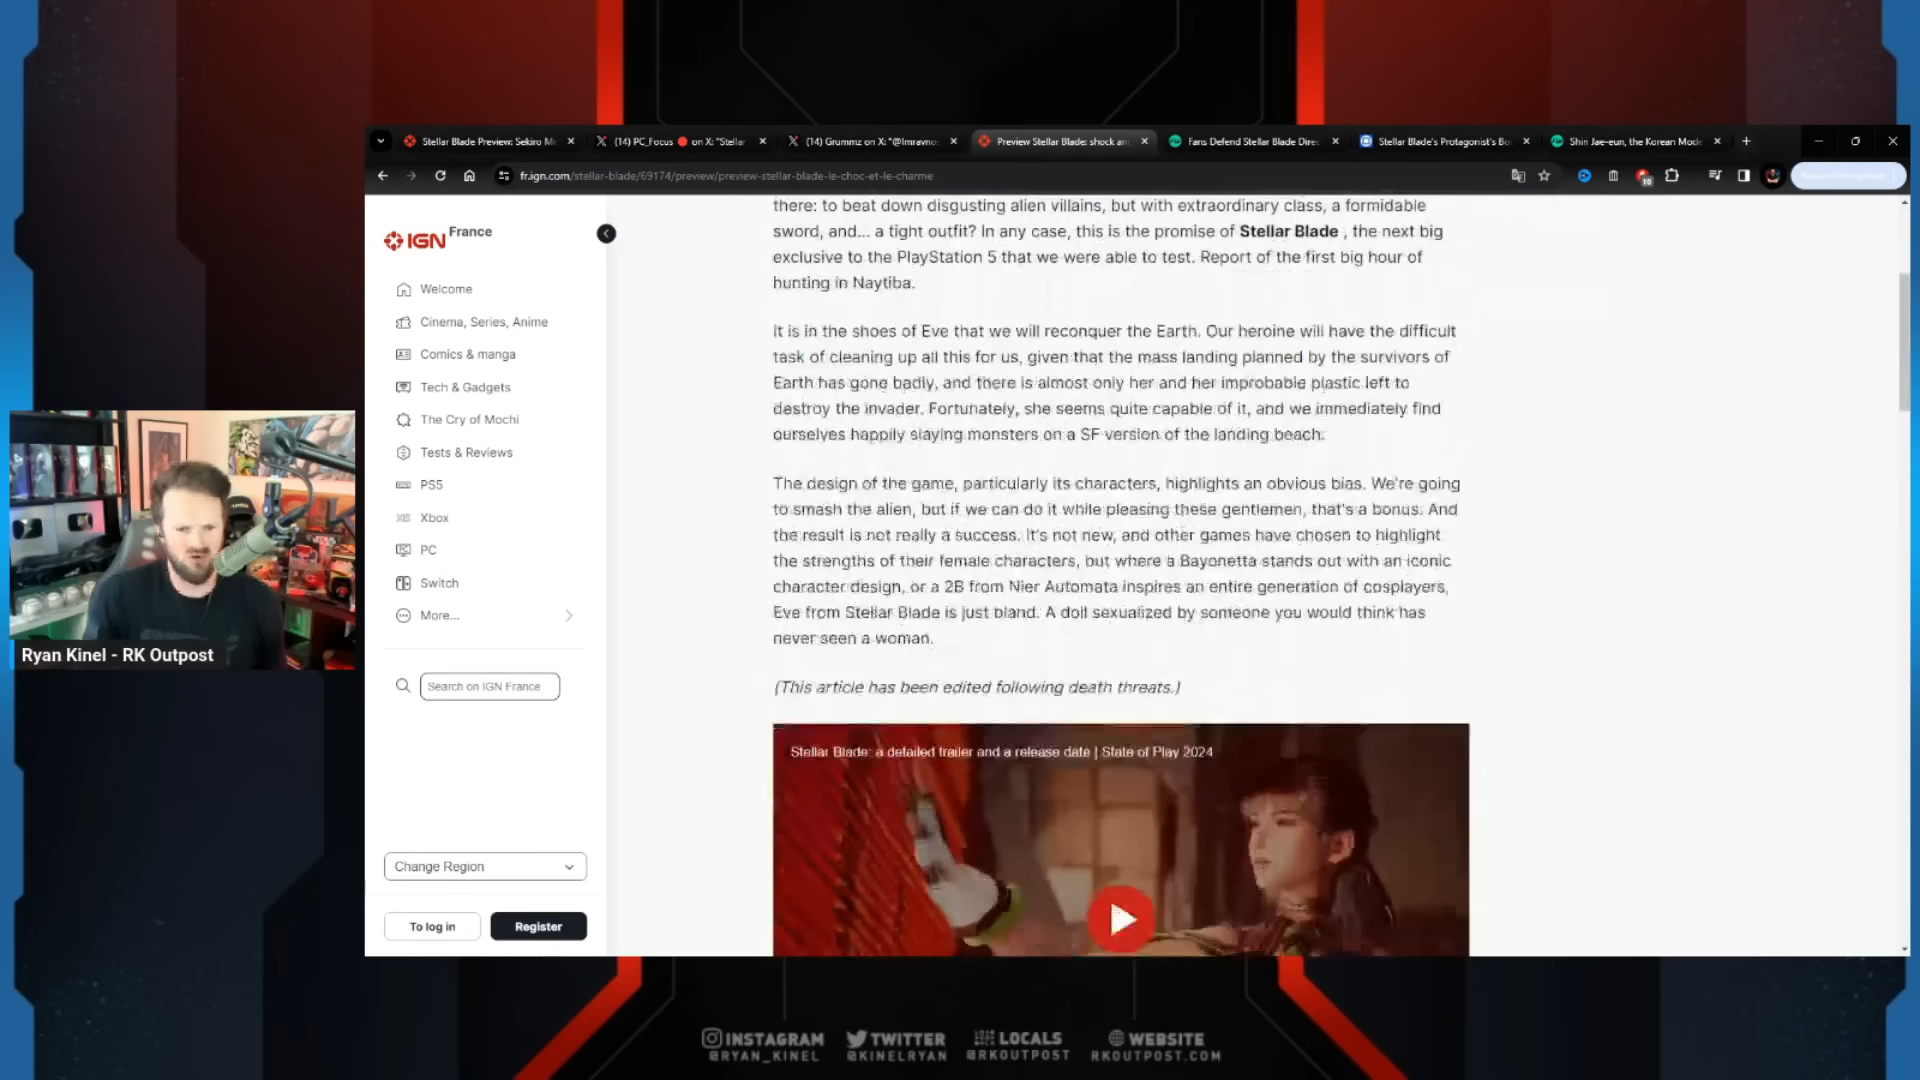 Stellar Blade Preview: Sekiro Me
(14) PC_Focus on X: "Stellar
(14) Grummz on X: "@Imravno
Preview Stellar Blade: shock an
Fans Defend Stellar Blade Direc
Stellar Blade's Protagonist's Bo
Shin Jae-eun, the Korean Mode
fr.ign.com/stellar-blade/69174/preview/preview-stellar-blade-le-choc-et-le-charme
10
IGN France
Welcome
Cinema, Series, Anime
Comics & manga
Tech & Gadgets
The Cry of Mochi
Tests & Reviews
PS5
Xbox
PC
Switch
More...
Search on IGN France
Change Region
To log in
Register
there: to beat down disgusting alien villains, but with extraordinary class, a formidable
sword, and... a tight outfit? In any case, this is the promise of Stellar Blade , the next big
exclusive to the PlayStation 5 that we were able to test. Report of the first big hour of
hunting in Naytiba.
It is in the shoes of Eve that we will reconquer the Earth. Our heroine will have the difficult
task of cleaning up all this for us, given that the mass landing planned by the survivors of
Earth has gone badly, and there is almost only her and her improbable plastic left to
destroy the invader. Fortunately, she seems quite capable of it, and we immediately find
ourselves happily slaying monsters on a SF version of the landing beach.
The design of the game, particularly its characters, highlights an obvious bias. We're going
to smash the alien, but if we can do it while pleasing these gentlemen, that's a bonus. And
the result is not really a success. It's not new, and other games have chosen to highlight
the strengths of their female characters, but where a Bayonetta stands out with an iconic
character design, or a 2B from Nier Automata inspires an entire generation of cosplayers,
Eve from Stellar Blade is just bland. A doll sexualized by someone you would think has
never seen a woman.
(This article has been edited following death threats.)
Stellar Blade: a detailed trailer and a release date | State of Play 2024
Ryan Kinel - RK Outpost
INSTAGRAM
@RYAN_KINEL
TWITTER
@KINELRYAN
LOCALS
@RKOUTPOST
WEBSITE
RKOUTPOST.COM